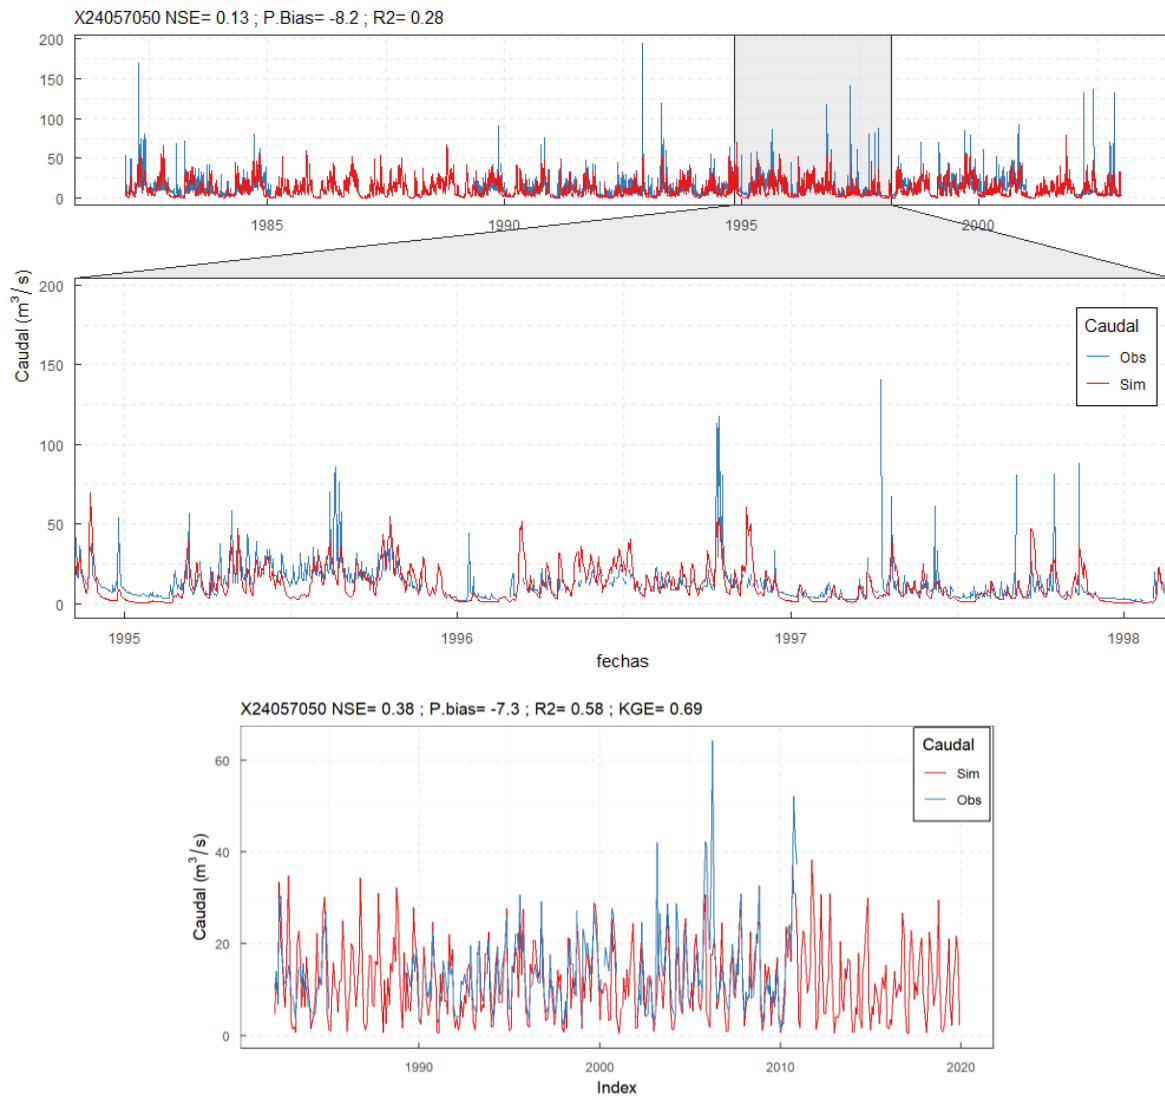 X24057050 NSE= 0.13 ; P.Bias= -8.2 ; R2= 0.28
200
150
100
50
0
1985 1990 1995 2000
Caudal (m³/ s)
200
150
100
50
0
Caudal
Obs
Sim
1995 1996 1997 1998
fechas
X24057050 NSE= 0.38 ; P.bias= -7.3 ; R2= 0.58 ; KGE= 0.69
Caudal (m³/ s)
60
40
20
0
Caudal
Sim
Obs
1990 2000 2010 2020
Index